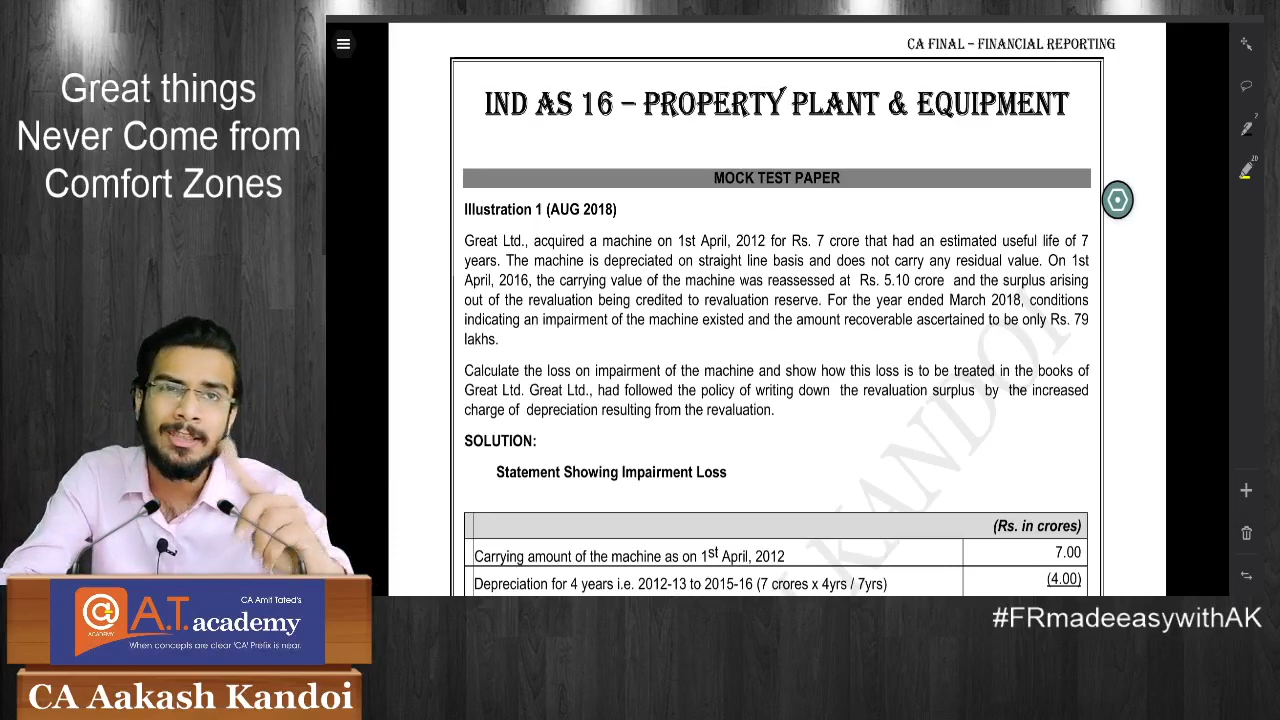 Great things
Never Come from
Comfort Zones
CA FINAL – FINANCIAL REPORTING
IND AS 16 – PROPERTY PLANT & EQUIPMENT
MOCK TEST PAPER
Illustration 1 (AUG 2018)
Great Ltd., acquired a machine on 1st April, 2012 for Rs. 7 crore that had an estimated useful life of 7
years. The machine is depreciated on straight line basis and does not carry any residual value. On 1st
April, 2016, the carrying value of the machine was reassessed at Rs. 5.10 crore and the surplus arising
out of the revaluation being credited to revaluation reserve. For the year ended March 2018, conditions
indicating an impairment of the machine existed and the amount recoverable ascertained to be only Rs. 79
lakhs.
Calculate the loss on impairment of the machine and show how this loss is to be treated in the books of
Great Ltd. Great Ltd., had followed the policy of writing down the revaluation surplus by the increased
charge of depreciation resulting from the revaluation.
SOLUTION:
Statement Showing Impairment Loss
(Rs. in crores)
Carrying amount of the machine as on 1st April, 2012 7.00
Depreciation for 4 years i.e. 2012-13 to 2015-16 (7 crores x 4yrs / 7yrs) (4.00)
KANDOI
7
20
#FRmadeeasywithAK
CA Amit Tated's
@
ACADEMY
A.T. academy
When concepts are clear 'CA' Prefix is near.
CA Aakash Kandoi